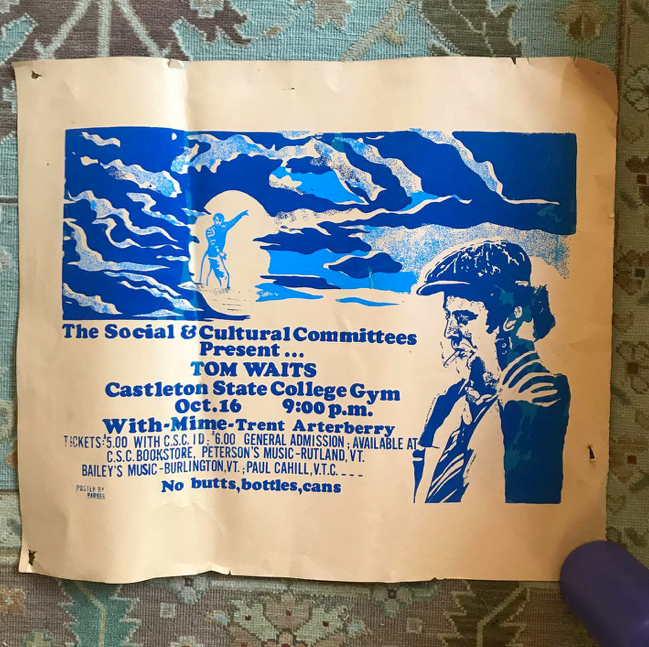 The Social & Cultural Committees
Present...
TOM WAITS
Castleton State College Gym
Oct.16 9:00 p.m.
With-Mime-Trent Arterberry
TICKETS: $5.00 WITH C.S.C. I D; $6.00 GENERAL ADMISSION; AVAILABLE AT
C.S.C. BOOKSTORE, PETERSON'S MUSIC-RUTLAND, VT.
BAILEY'S MUSIC-BURLINGTON, VT.; PAUL CAHILL, V.T.C. _ _ _
No butts, bottles, cans
POSTER BY
BARBER